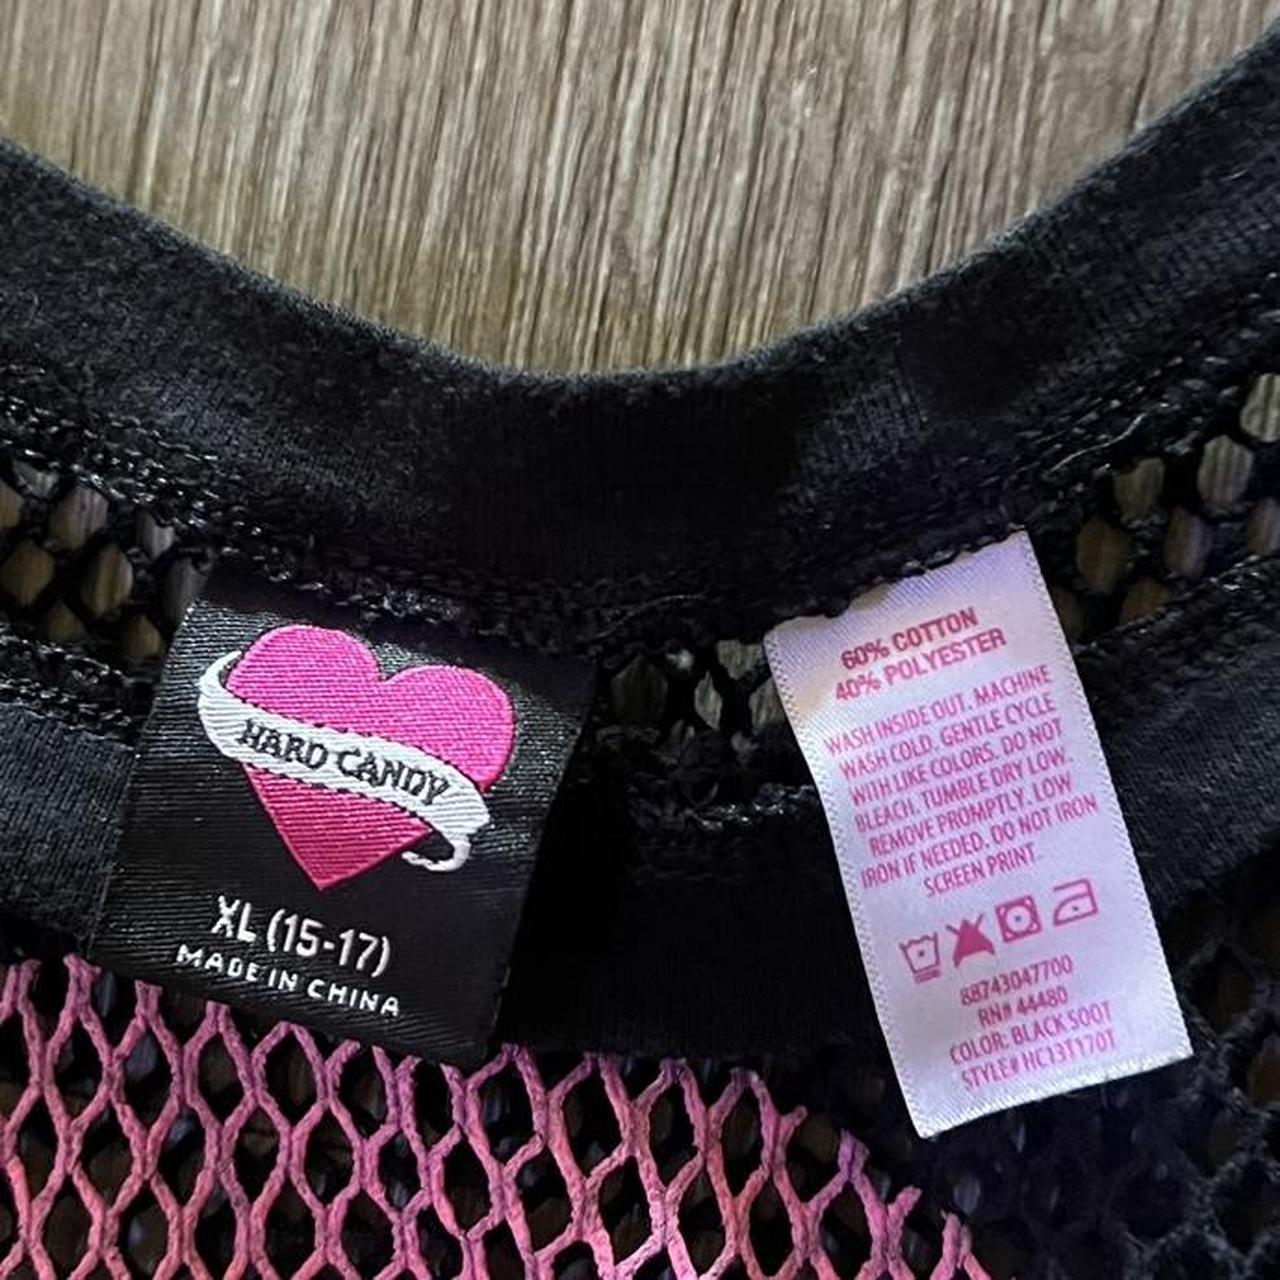 HARD CANDY
XL (15-17)
MADE IN CHINA
60% COTTON
40% POLYESTER
WASH INSIDE OUT. MACHINE
WASH COLD. GENTLE CYCLE
WITH LIKE COLORS. DO NOT
BLEACH. TUMBLE DRY LOW.
REMOVE PROMPTLY. LOW
IRON IF NEEDED. DO NOT IRON
SCREEN PRINT.
88743047700
RN# 44480
COLOR: BLACK SOOT
STYLE# HC13T170T